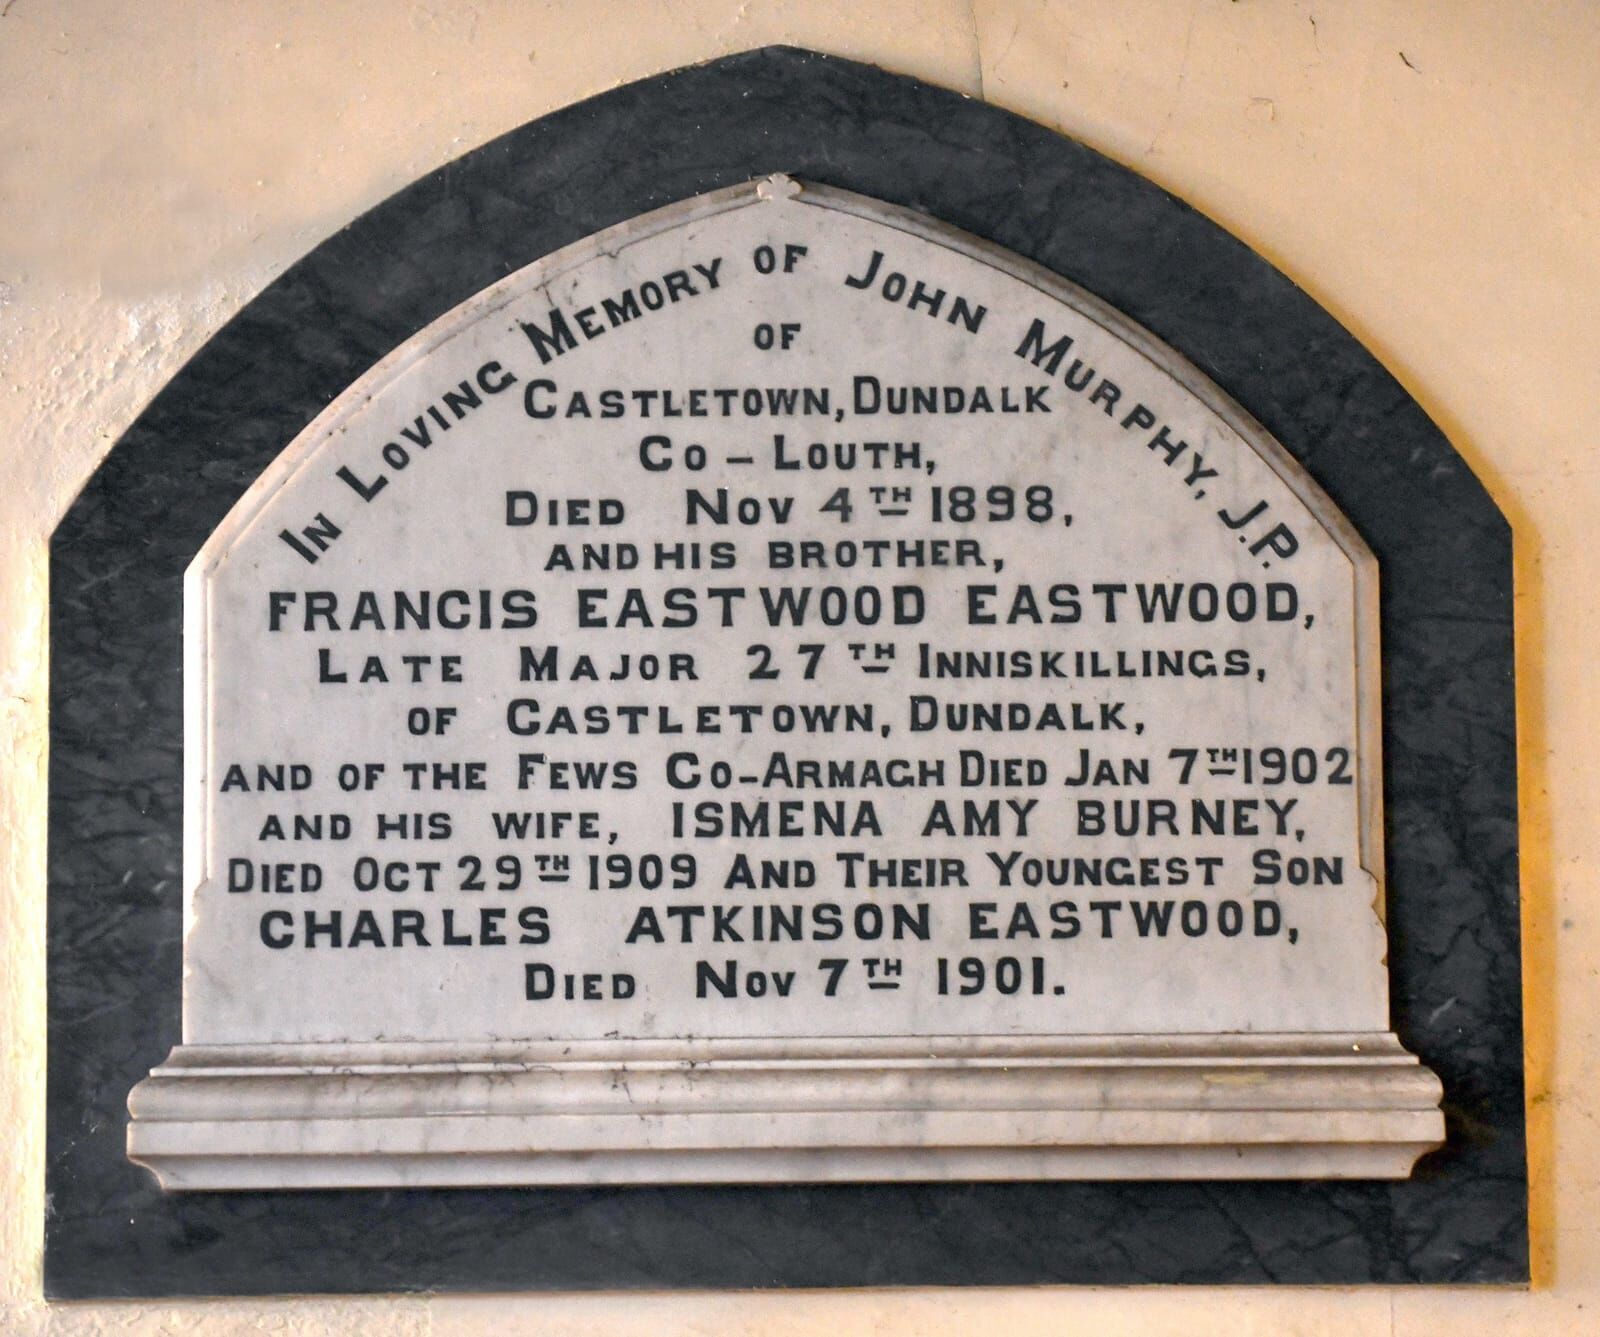 IN LOVING MEMORY OF JOHN MURPHY, J.P.
OF
CASTLETOWN, DUNDALK
CO - LOUTH,
DIED NOV 4TH 1898,
AND HIS BROTHER,
FRANCIS EASTWOOD EASTWOOD,
LATE MAJOR 27TH INNISKILLINGS,
OF CASTLETOWN, DUNDALK,
AND OF THE FEWS CO-ARMAGH DIED JAN 7TH 1902
AND HIS WIFE, ISMENA AMY BURNEY,
DIED OCT 29TH 1909 AND THEIR YOUNGEST SON
CHARLES ATKINSON EASTWOOD,
DIED NOV 7TH 1901.